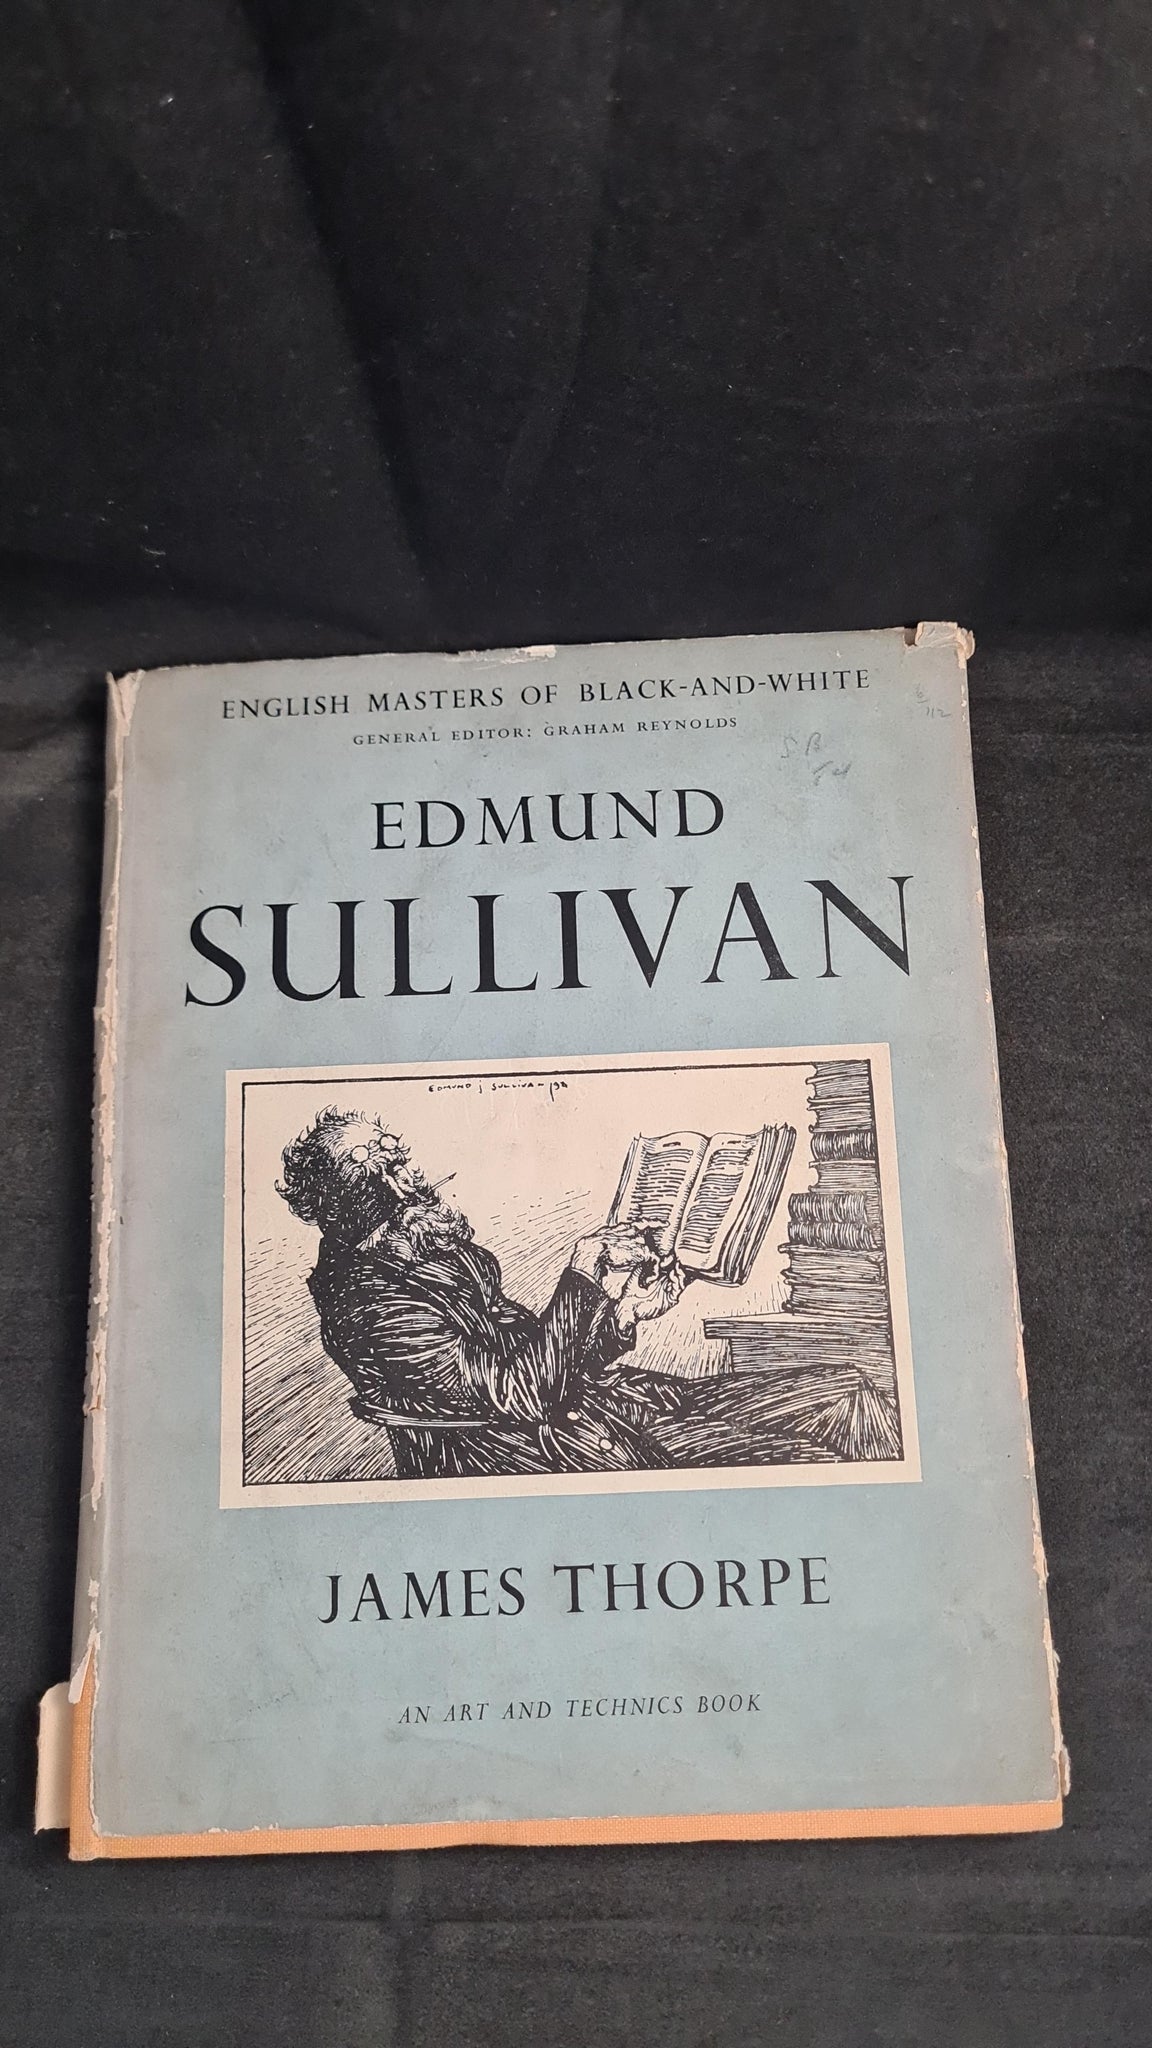 ENGLISH MASTERS OF BLACK-AND-WHITE
GENERAL EDITOR: GRAHAM REYNOLDS
EDMUND
SULLIVAN
EDMUND J SULLIVAN
JAMES THORPE
AN ART AND TECHNICS BOOK